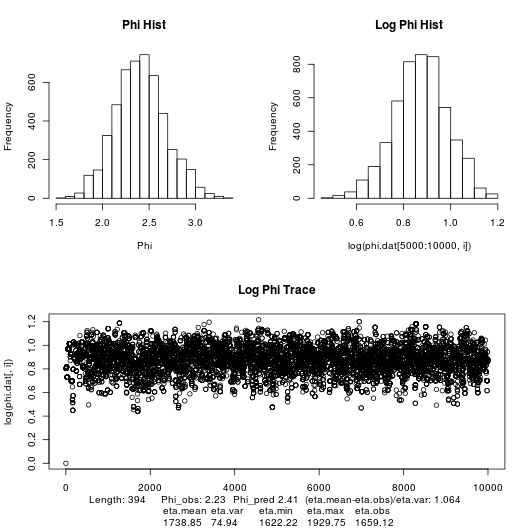 Phi Hist
Frequency
0 200 400 600
1.5 2.0 2.5 3.0
Phi
Log Phi Hist
Frequency
0 200 400 600 800
0.6 0.8 1.0 1.2
log(phi.dat[5000:10000, i])
Log Phi Trace
log(phi.dat[, i])
0.0 0.2 0.4 0.6 0.8 1.0 1.2
0 2000 4000 6000 8000 10000
Length: 394 Phi_obs: 2.23 Phi_pred 2.41 (eta.mean-eta.obs)/eta.var: 1.064
eta.mean eta.var eta.min eta.max eta.obs
1738.85 74.94 1622.22 1929.75 1659.12